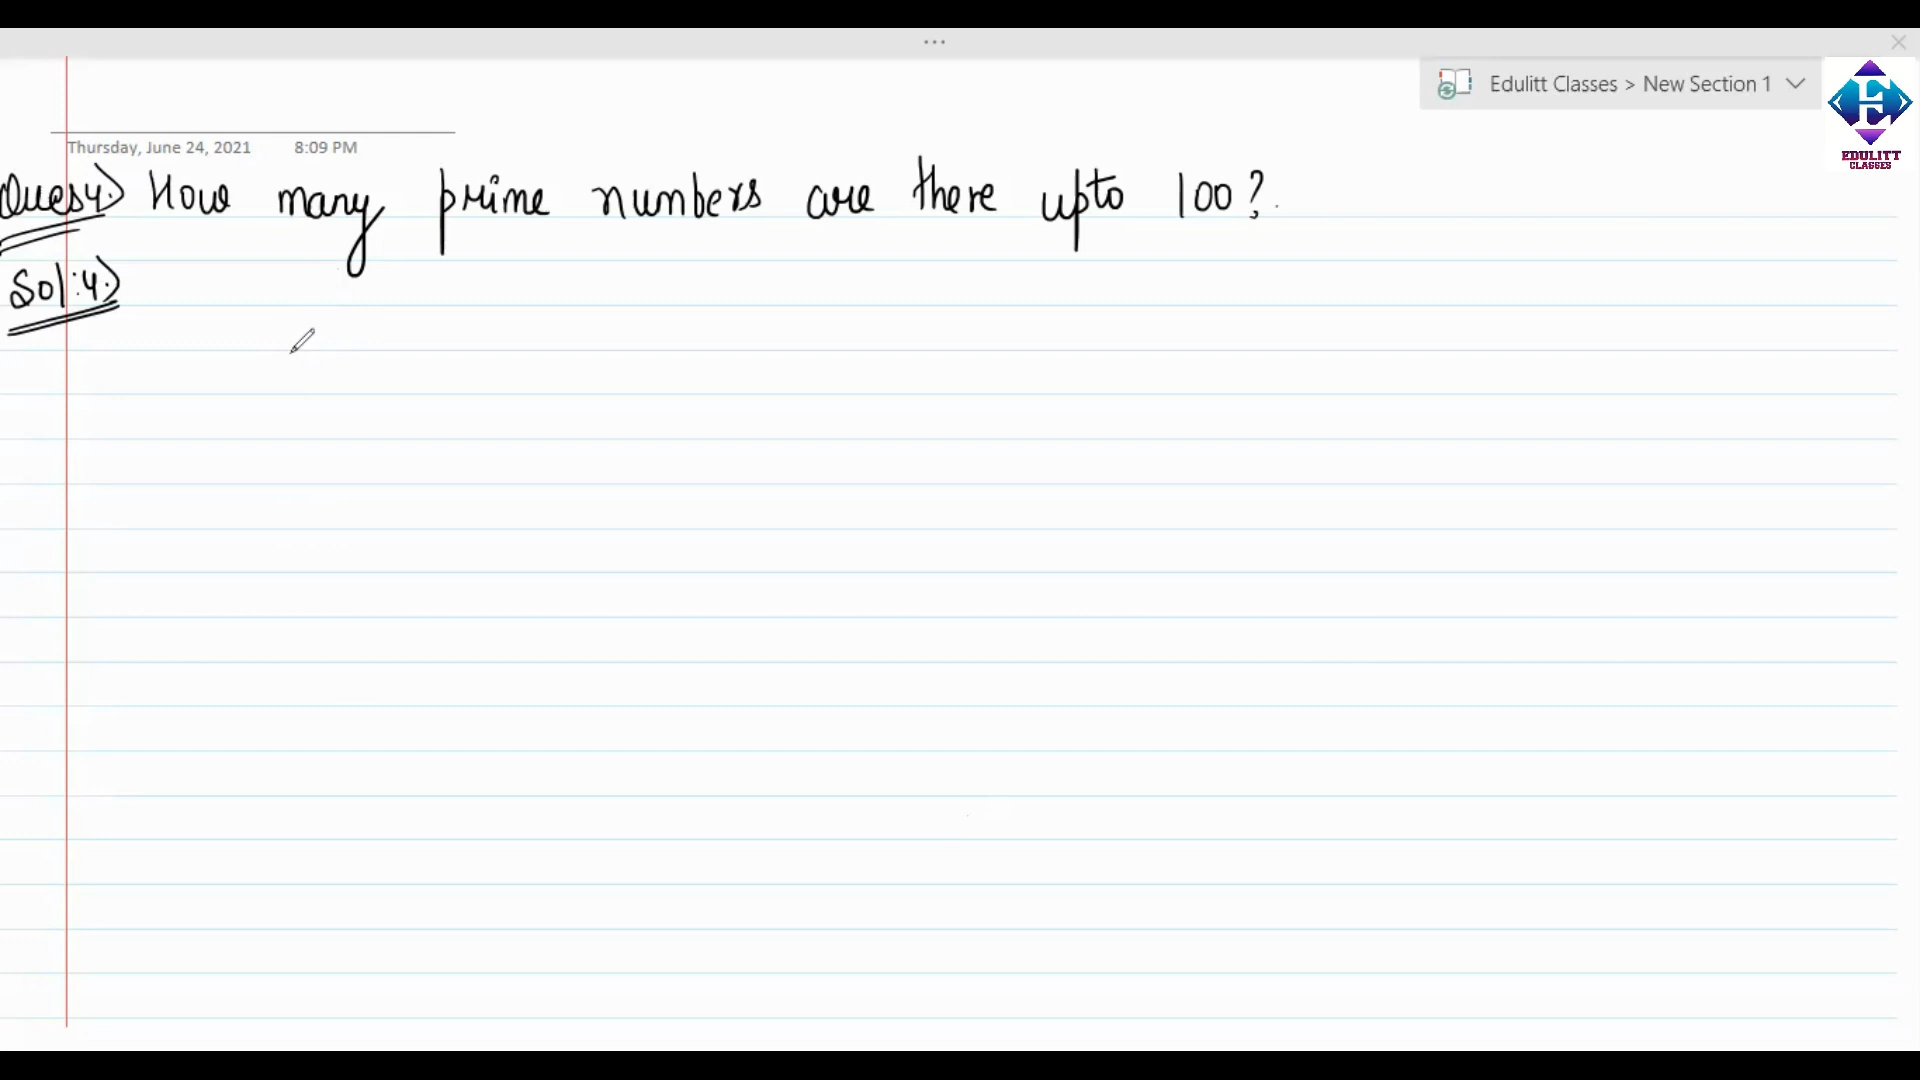 ...
Edulitt Classes > New Section 1
EDULITT
CLASSES
Thursday, June 24, 2021 8:09 PM
Ques4.) How many prime numbers are there upto 100?
Sol:4.)